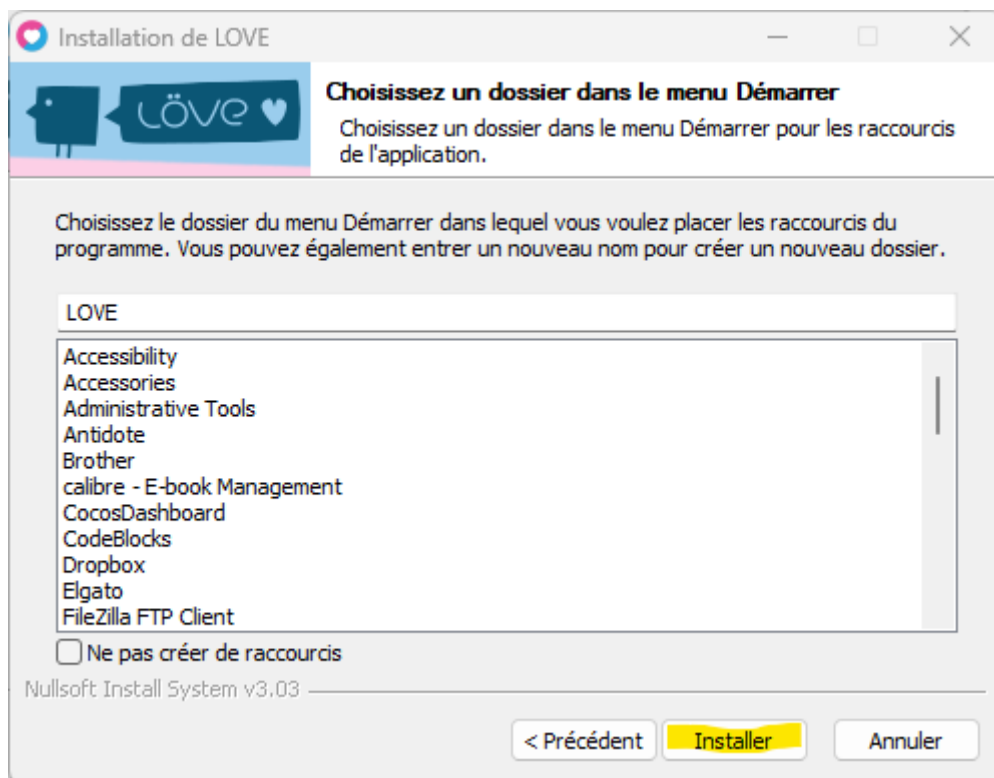 Installation de LOVE
LÖVE
Choisissez un dossier dans le menu Démarrer
Choisissez un dossier dans le menu Démarrer pour les raccourcis
de l'application.
Choisissez le dossier du menu Démarrer dans lequel vous voulez placer les raccourcis du
programme. Vous pouvez également entrer un nouveau nom pour créer un nouveau dossier.
LOVE
Accessibility
Accessories
Administrative Tools
Antidote
Brother
calibre - E-book Management
CocosDashboard
CodeBlocks
Dropbox
Elgato
FileZilla FTP Client
Ne pas créer de raccourcis
Nullsoft Install System v3.03
< Précédent Installer Annuler